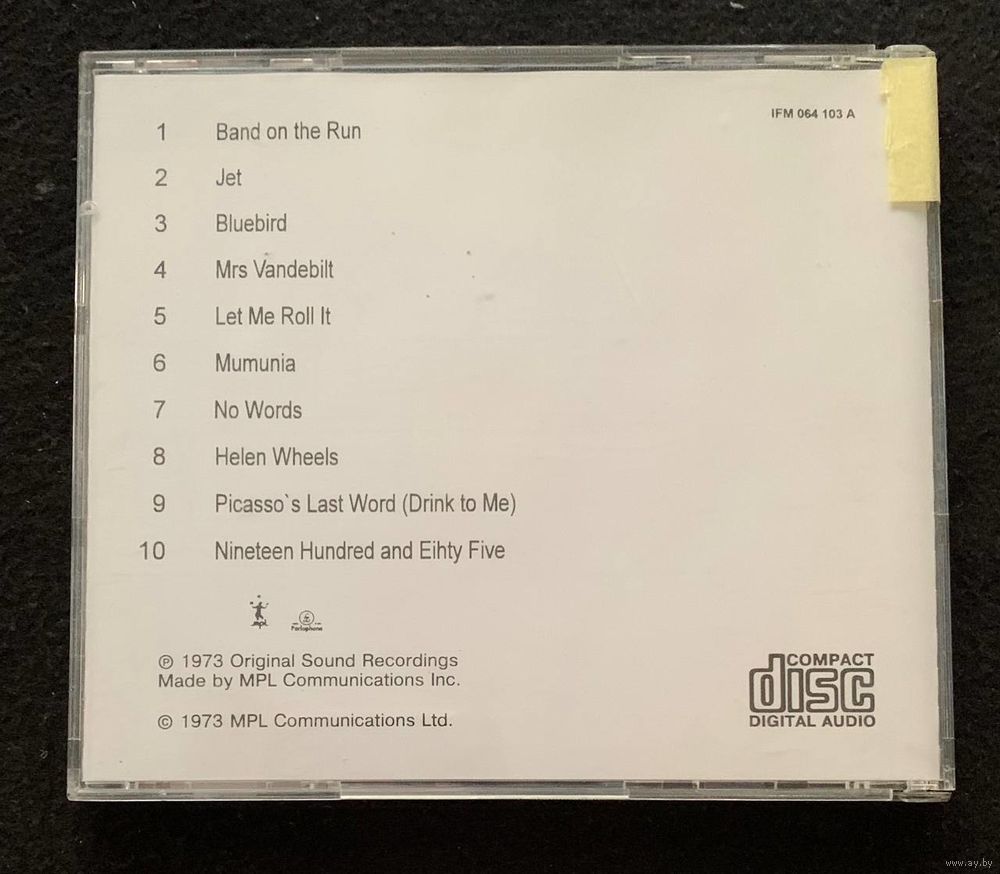 IFM 064 103 A
1 Band on the Run
2 Jet
3 Bluebird
4 Mrs Vandebilt
5 Let Me Roll It
6 Mumunia
7 No Words
8 Helen Wheels
9 Picasso`s Last Word (Drink to Me)
10 Nineteen Hundred and Eihty Five
mpl Parlophone
℗ 1973 Original Sound Recordings
Made by MPL Communications Inc.
© 1973 MPL Communications Ltd.
COMPACT
disc
DIGITAL AUDIO
www.ay.by